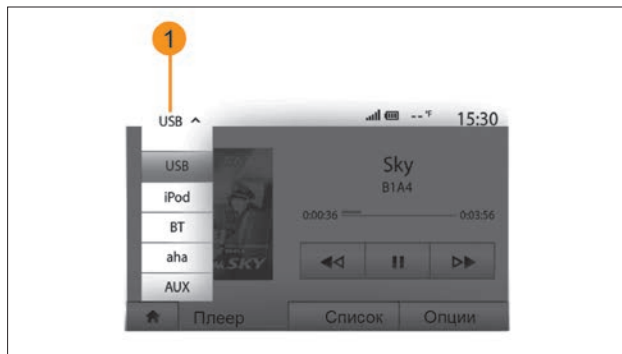 1
USB -- °F 15:30
USB
iPod
BT
aha
AUX
SKY
Sky
B1A4
0:00:36 0:03:56
Плеер Список Опции